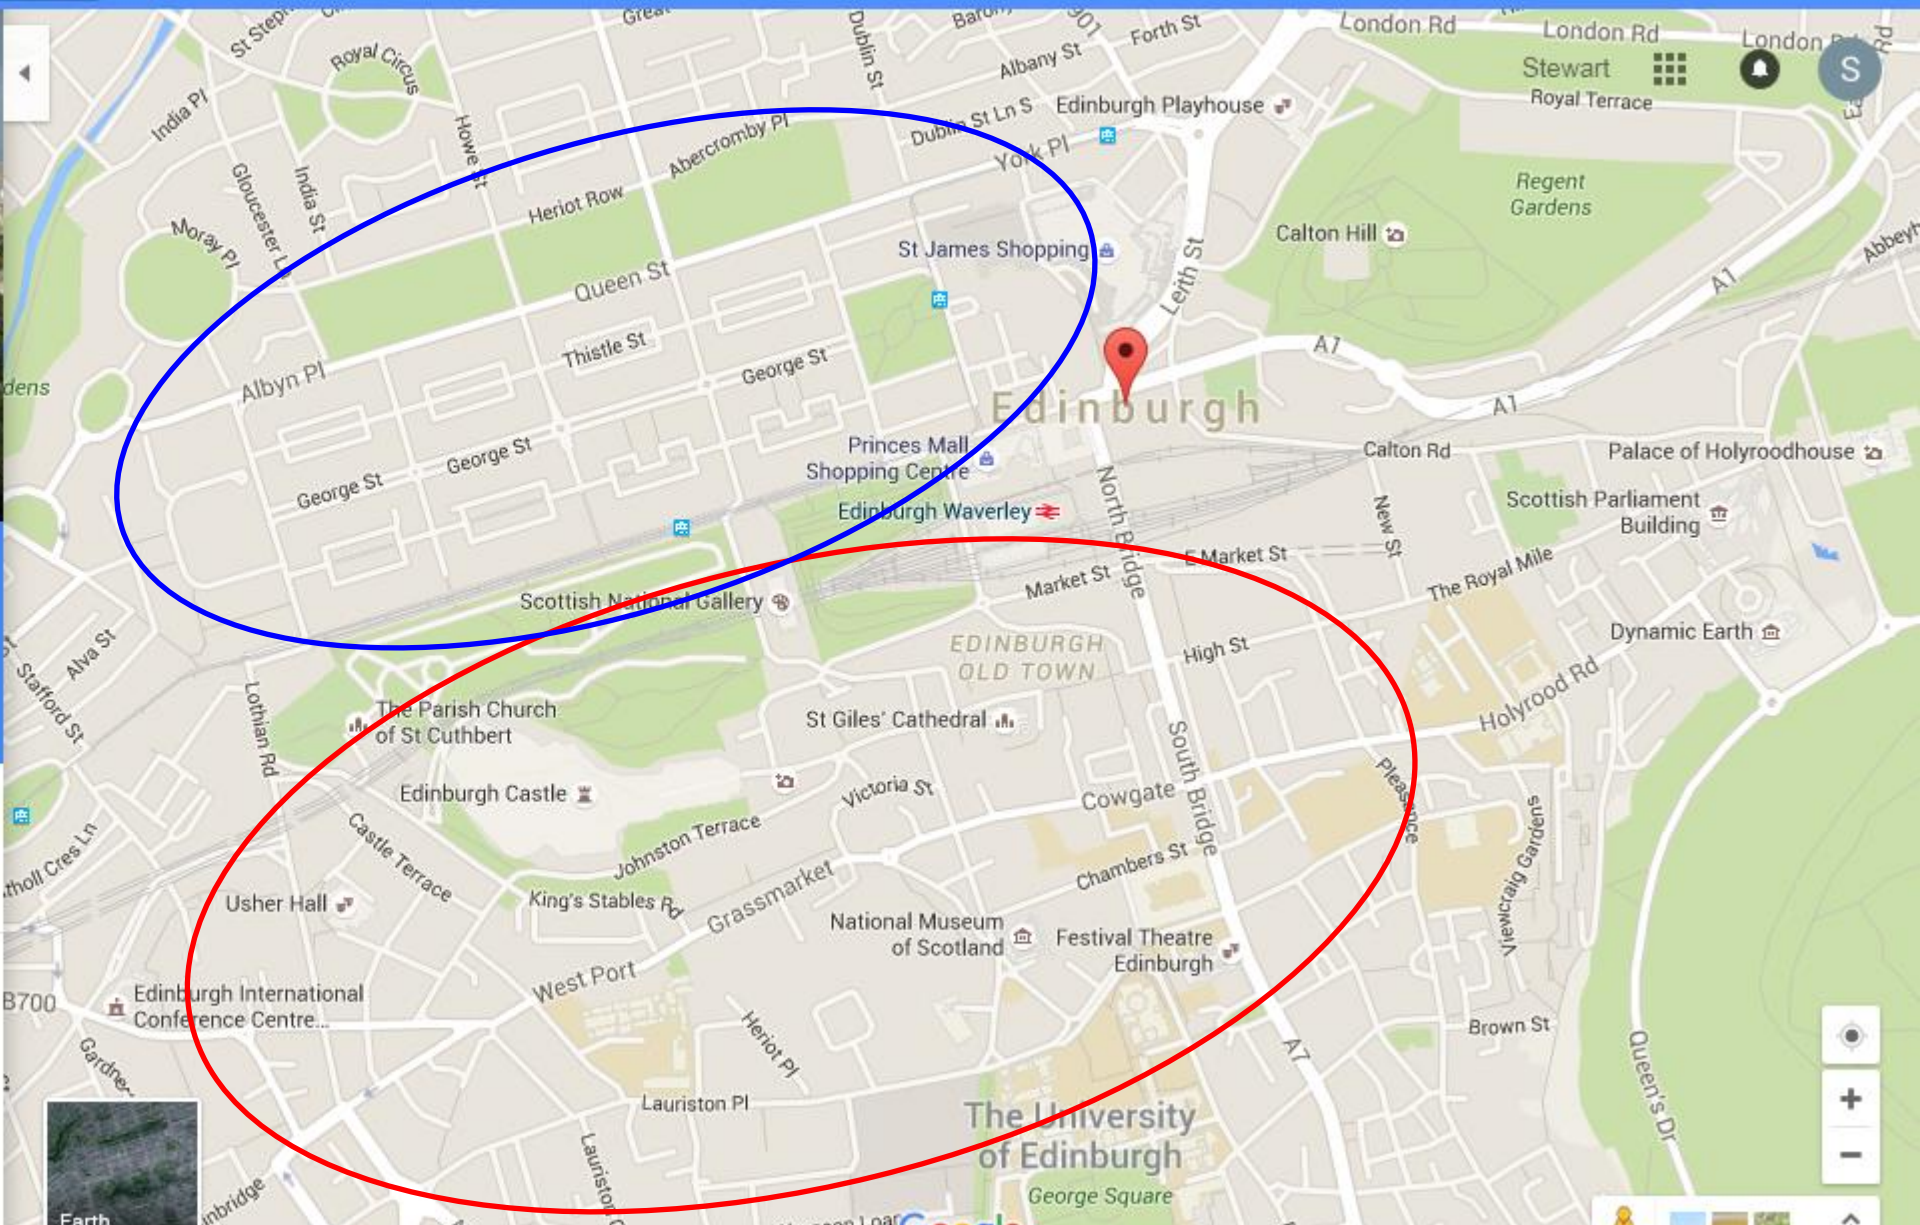 London Rd
London Rd
London
Rd
Forth St
Dublin St
Albany St
Royal Circus
Stewart
S
Royal Terrace
India Pl
Howe St
Abercromby Pl
Dublin St Ln S
Edinburgh Playhouse
York Pl
Gloucester
India St
Heriot Row
Regent
Gardens
Moray Pl
Calton Hill
St James Shopping
Queen St
Leith St
A1
Thistle St
George St
A1
dens
Albyn Pl
Edinburgh
A1
George St
Princes Mall
Shopping Centre
Calton Rd
Palace of Holyroodhouse
George St
North Bridge
Edinburgh Waverley
New St
Scottish Parliament
Building
E Market St
Market St
The Royal Mile
Scottish National Gallery
Alva St
Stafford St
EDINBURGH
OLD TOWN
High St
Dynamic Earth
Holyrood Rd
Lothian Rd
The Parish Church
of St Cuthbert
St Giles' Cathedral
South Bridge
Edinburgh Castle
Victoria St
Cowgate
Pleasance
Castle Terrace
Johnston Terrace
Chambers St
Viewcraig Gardens
tholl Cres Ln
Usher Hall
King's Stables Rd
Grassmarket
National Museum
of Scotland
Festival Theatre
Edinburgh
West Port
B700
Edinburgh International
Conference Centre...
Heriot Pl
Brown St
A7
Queen's Dr
Lauriston Pl
The University
of Edinburgh
Lauriston
George Square
nbridge
Earth
Google